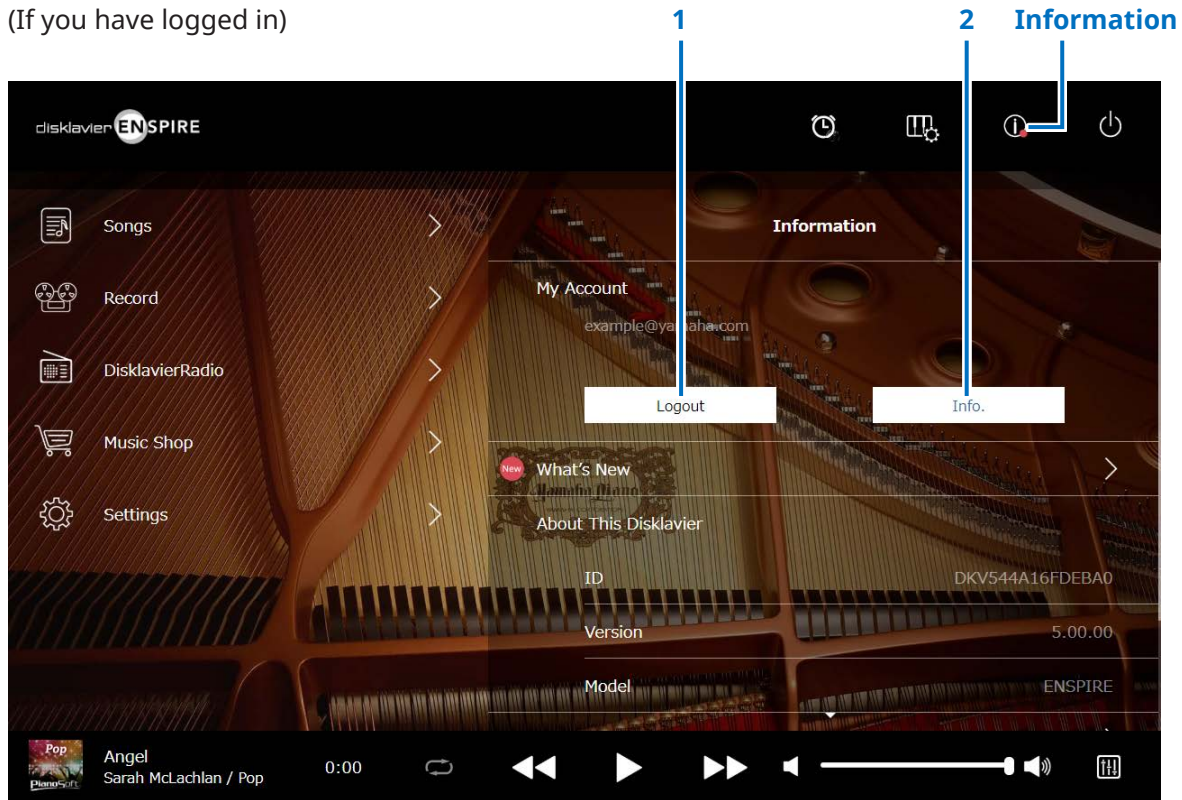 (If you have logged in)
1
2
Information
disklavier ENSPIRE
Songs
Record
DisklavierRadio
Music Shop
Settings
Information
My Account
example@yamaha.com
Logout
Info.
New
What's New
Yamaha Piano
About This Disklavier
ID
DKV544A16FDEBA0
Version
5.00.00
Model
ENSPIRE
Pop
PianoSoft
Angel
Sarah McLachlan / Pop
0:00